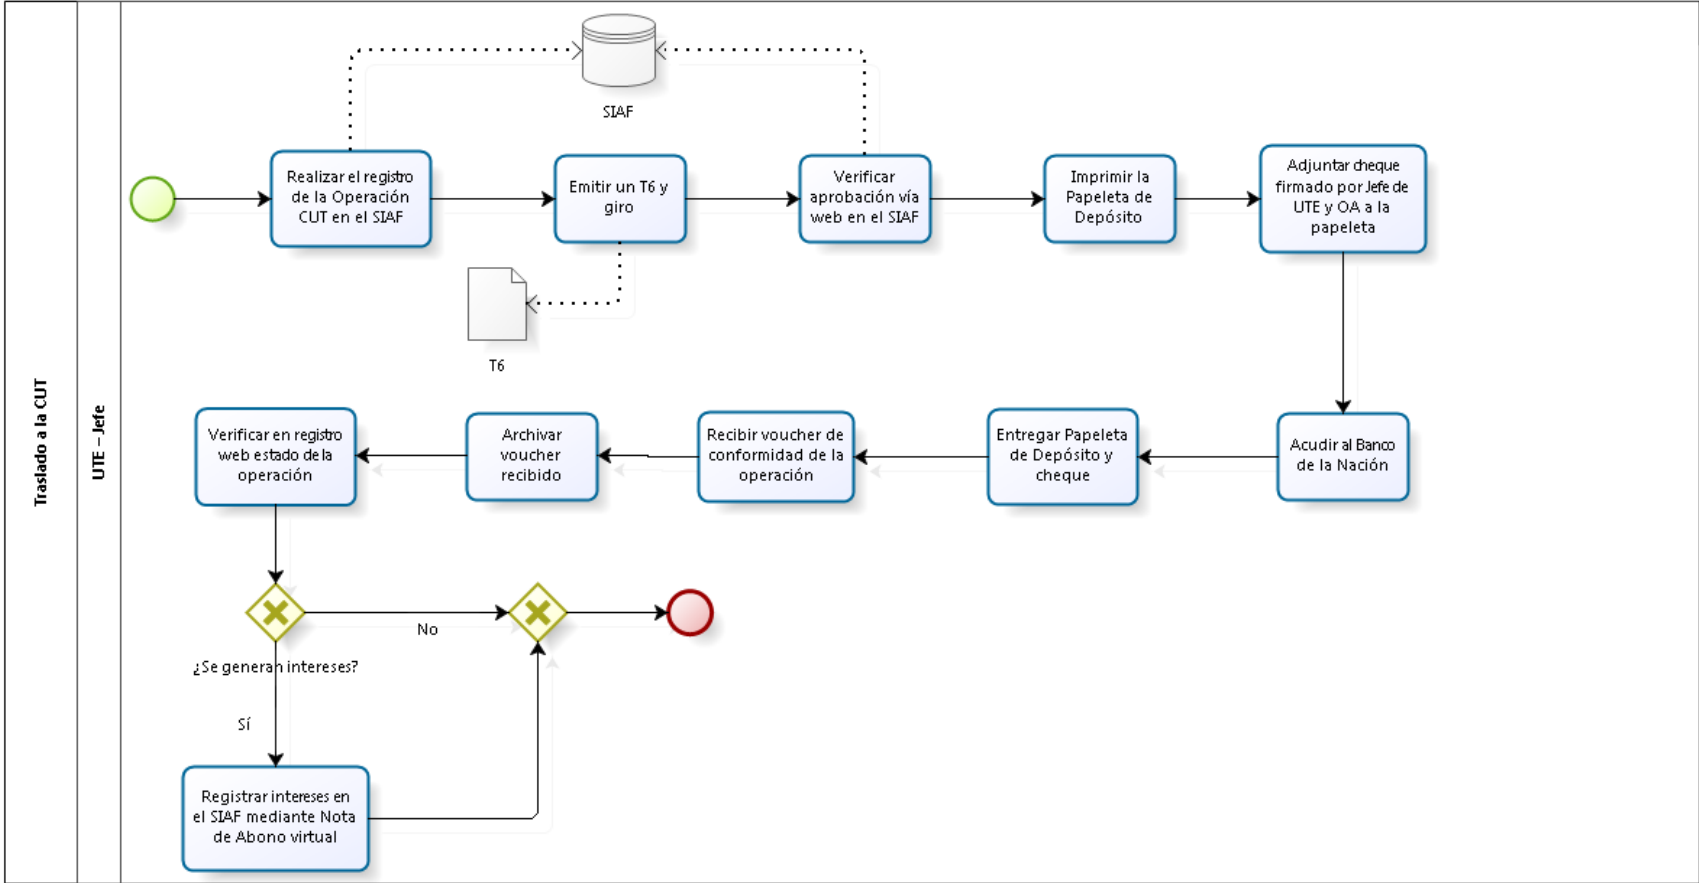 Traslado a la CUT
UTE – Jefe
SIAF
Realizar el registro
de la Operación
CUT en el SIAF
Emitir un T6 y
giro
Verificar
aprobación vía
web en el SIAF
Imprimir la
Papeleta de
Depósito
Adjuntar cheque
firmado por Jefe de
UTE y OA a la
papeleta
T6
Verificar en registro
web estado de la
operación
Archivar
voucher
recibido
Recibir voucher de
conformidad de la
operación
Entregar Papeleta
de Depósito y
cheque
Acudir al Banco
de la Nación
No
¿Se generan intereses?
Sí
Registrar intereses en
el SIAF mediante Nota
de Abono virtual